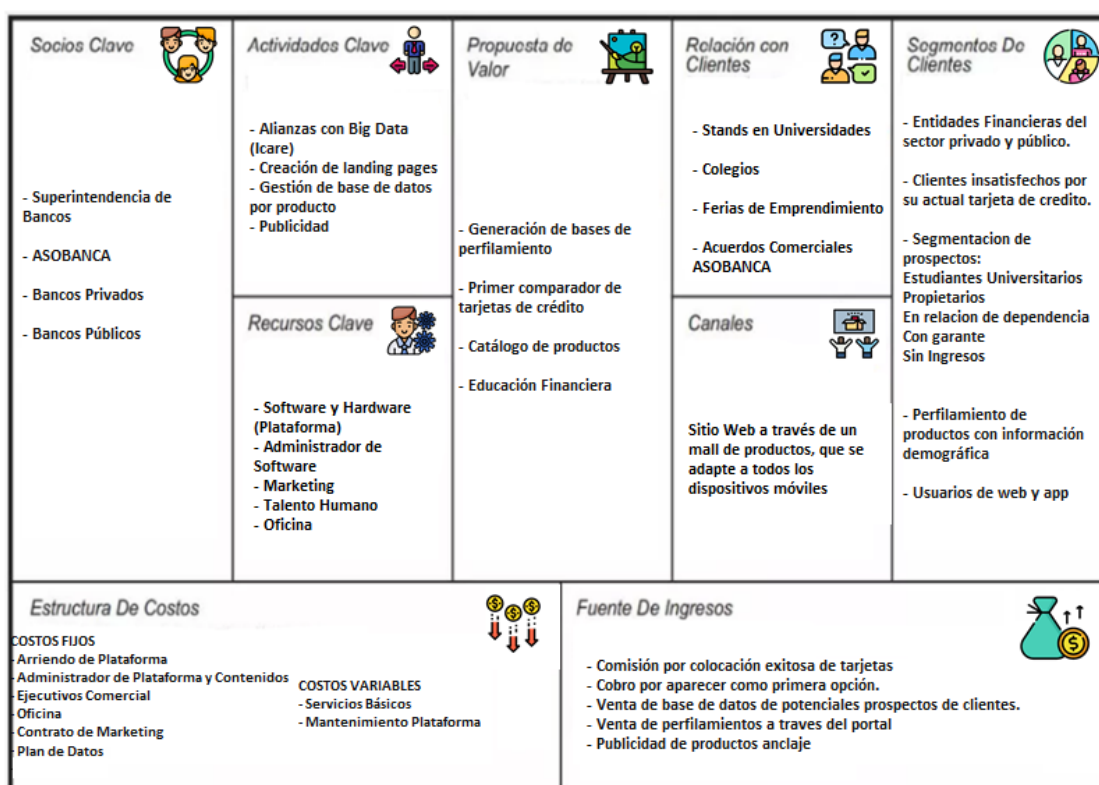 Socios Clave
- Superintendencia de
Bancos
- ASOBANCA
- Bancos Privados
- Bancos Públicos
Actividades Clave
- Alianzas con Big Data
(Icare)
- Creación de landing pages
- Gestión de base de datos
por producto
- Publicidad
Recursos Clave
- Software y Hardware
(Plataforma)
- Administrador de
Software
- Marketing
- Talento Humano
- Oficina
Propuesta de
Valor
- Generación de bases de
perfilamiento
- Primer comparador de
tarjetas de crédito
- Catálogo de productos
- Educación Financiera
Relación con
Clientes
- Stands en Universidades
- Colegios
- Ferias de Emprendimiento
- Acuerdos Comerciales
ASOBANCA
Canales
Sitio Web a través de un
mall de productos, que se
adapte a todos los
dispositivos móviles
Segmentos De
Clientes
- Entidades Financieras del
sector privado y público.
- Clientes insatisfechos por
su actual tarjeta de credito.
- Segmentacion de
prospectos:
Estudiantes Universitarios
Propietarios
En relacion de dependencia
Con garante
Sin Ingresos
- Perfilamiento de
productos con información
demográfica
- Usuarios de web y app
Estructura De Costos
COSTOS FIJOS
- Arriendo de Plataforma
- Administrador de Plataforma y Contenidos
- Ejecutivos Comercial
- Oficina
- Contrato de Marketing
- Plan de Datos
COSTOS VARIABLES
- Servicios Básicos
- Mantenimiento Plataforma
Fuente De Ingresos
- Comisión por colocación exitosa de tarjetas
- Cobro por aparecer como primera opción.
- Venta de base de datos de potenciales prospectos de clientes.
- Venta de perfilamientos a traves del portal
- Publicidad de productos anclaje